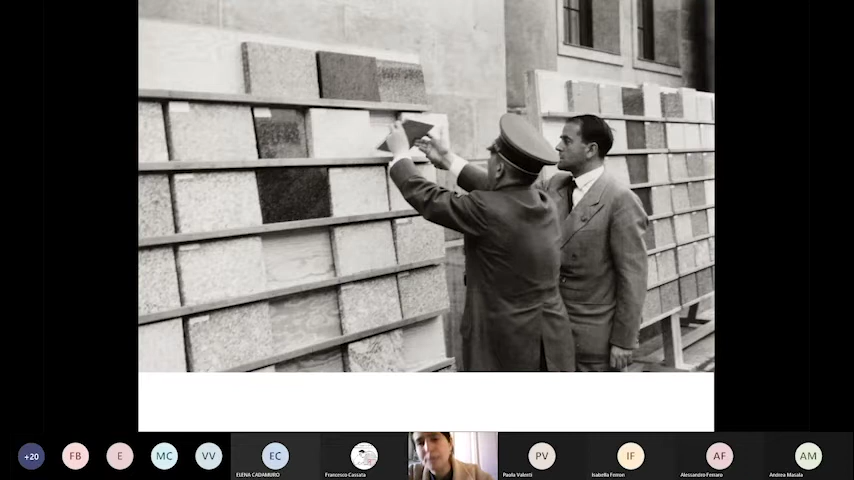 +20
FB
E
MC
VV
EC
ELENA CADAMURO
Francesco Cassata
PV
Paola Valenti
IF
Isabella Ferron
AF
Alessandro Ferraro
AM
Andrea Masala